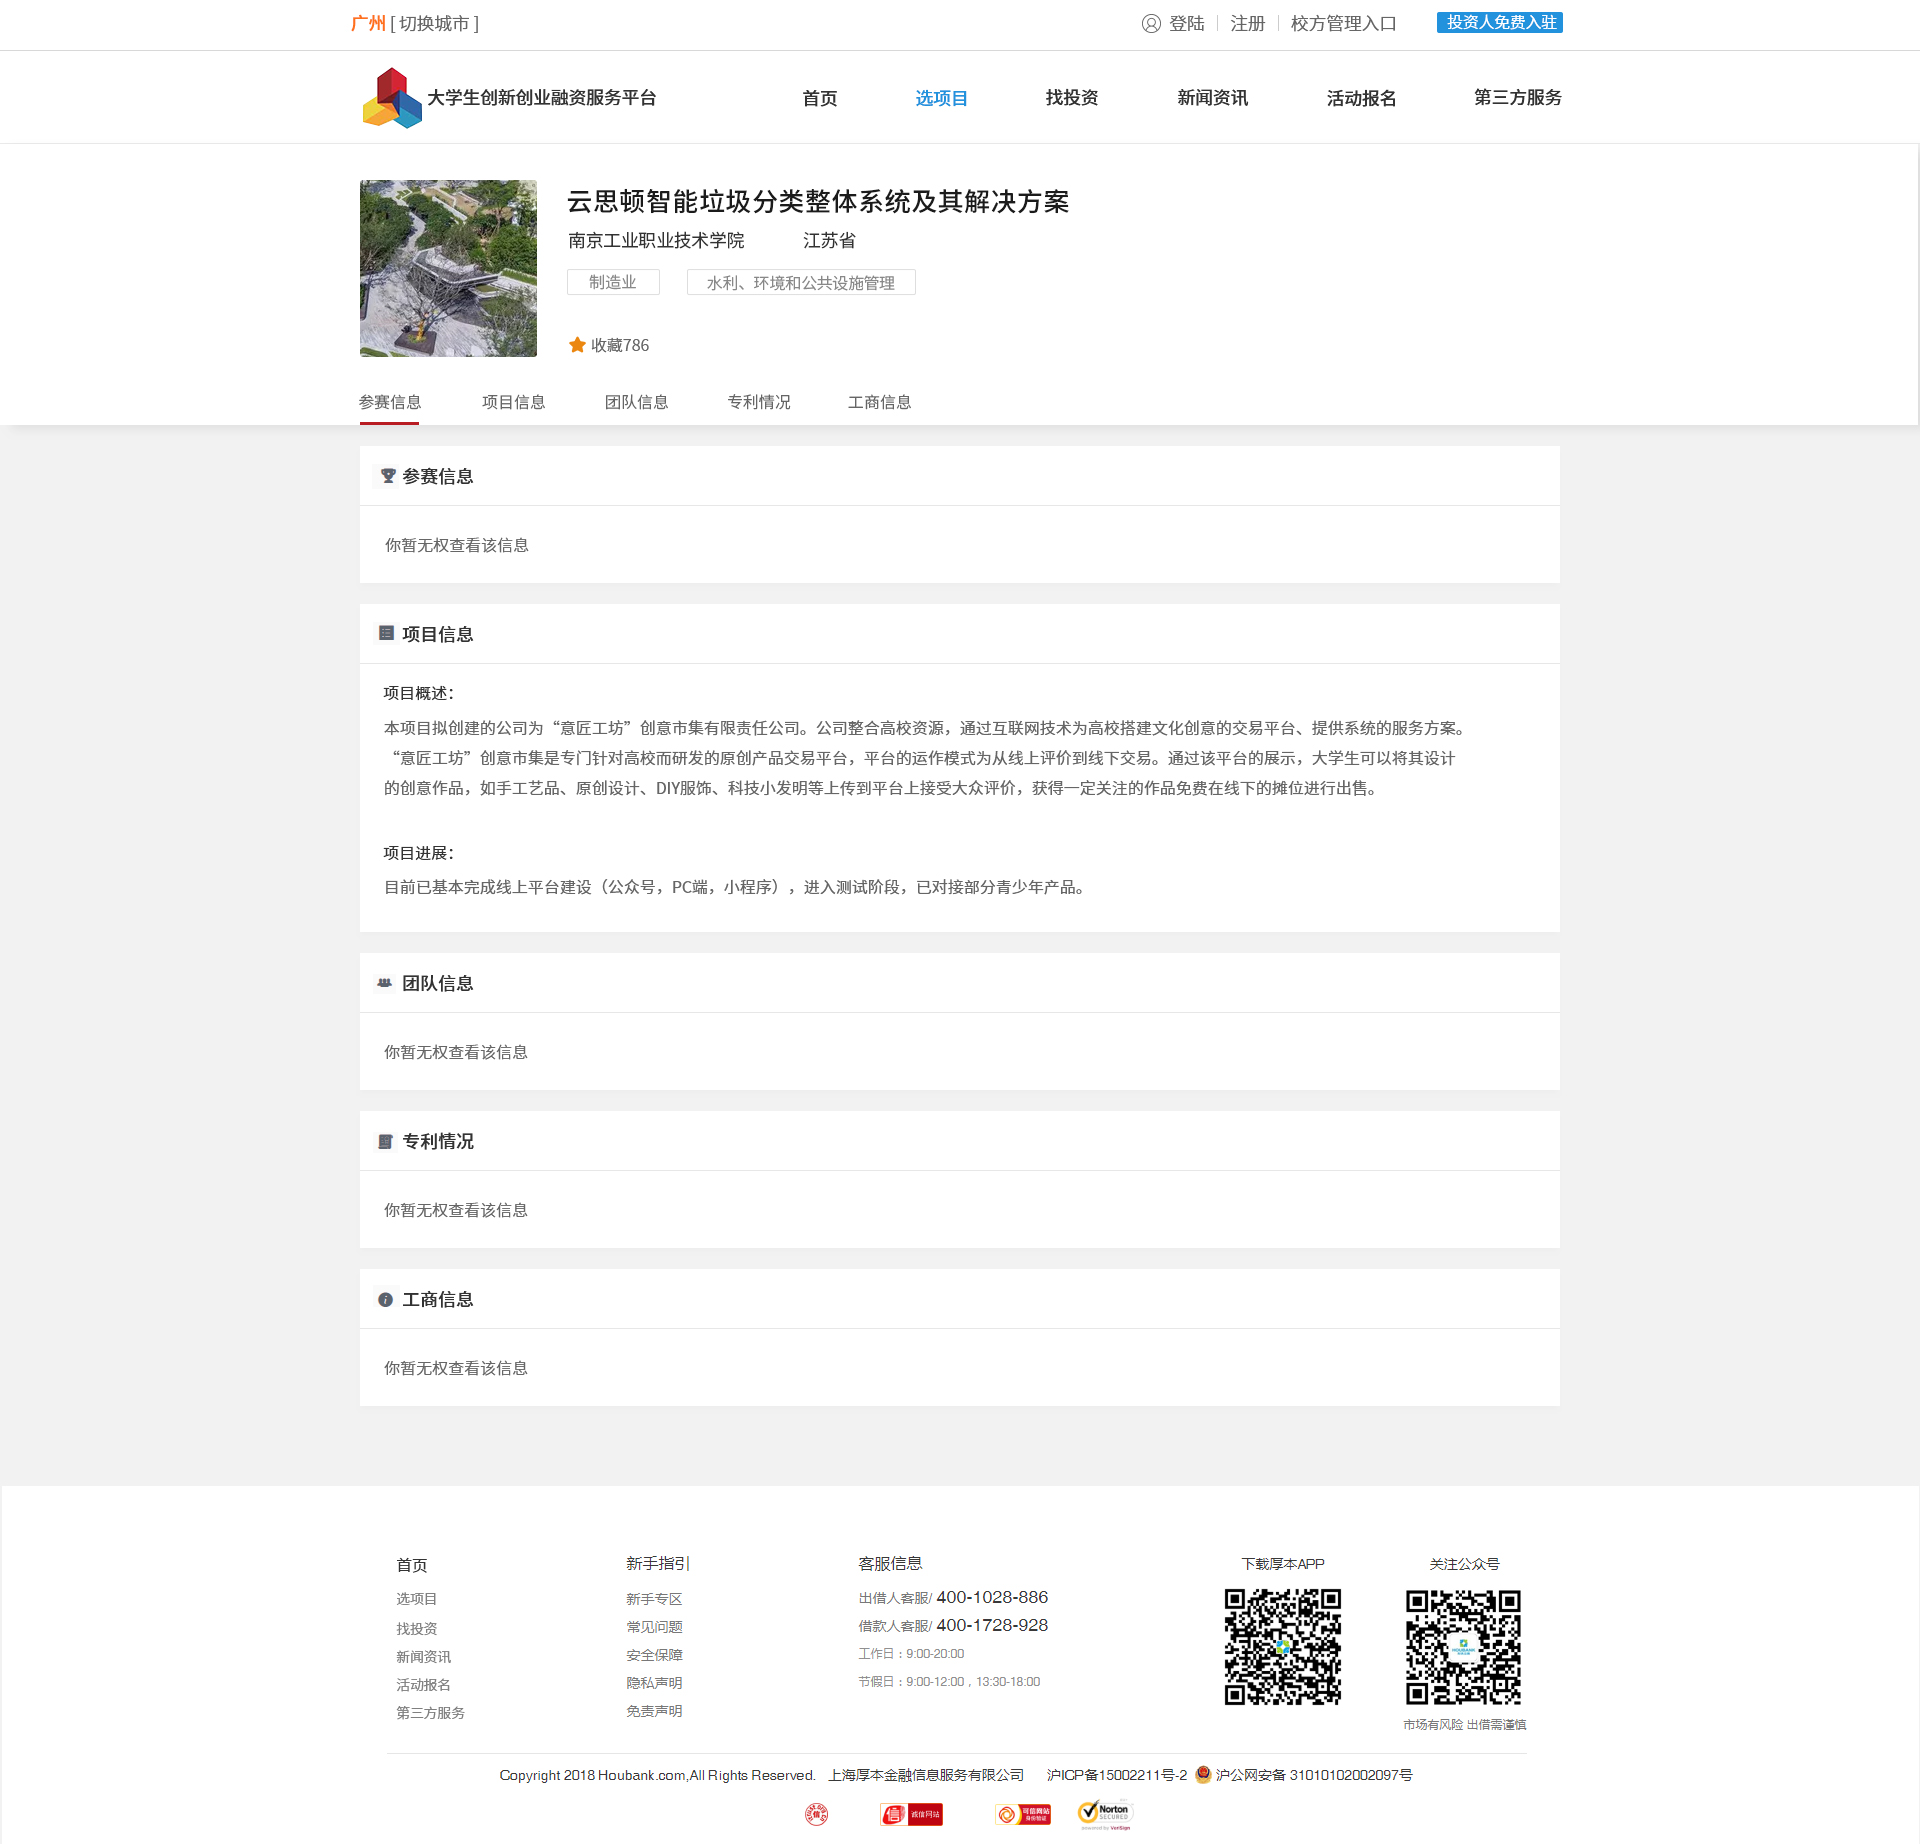 广州 [ 切换城市 ]
登陆 注册 校方管理入口 投资人免费入驻
大学生创新创业融资服务平台 首页 选项目 找投资 新闻资讯 活动报名 第三方服务
云思顿智能垃圾分类整体系统及其解决方案
南京工业职业技术学院 江苏省
制造业 水利、环境和公共设施管理
收藏786
参赛信息 项目信息 团队信息 专利情况 工商信息
参赛信息
你暂无权查看该信息
项目信息
项目概述：
本项目拟创建的公司为“意匠工坊”创意市集有限责任公司。公司整合高校资源，通过互联网技术为高校搭建文化创意的交易平台、提供系统的服务方案。
“意匠工坊”创意市集是专门针对高校而研发的原创产品交易平台，平台的运作模式为从线上评价到线下交易。通过该平台的展示，大学生可以将其设计
的创意作品，如手工艺品、原创设计、DIY服饰、科技小发明等上传到平台上接受大众评价，获得一定关注的作品免费在线下的摊位进行出售。
项目进展：
目前已基本完成线上平台建设（公众号，PC端，小程序），进入测试阶段，已对接部分青少年产品。
团队信息
你暂无权查看该信息
专利情况
你暂无权查看该信息
工商信息
你暂无权查看该信息
首页
选项目
找投资
新闻资讯
活动报名
第三方服务
新手指引
新手专区
常见问题
安全保障
隐私声明
免责声明
客服信息
出借人客服/ 400-1028-886
借款人客服/ 400-1728-928
工作日：9:00-20:00
节假日：9:00-12:00，13:30-18:00
下载厚本APP
关注公众号
HOUBANK
市场有风险 出借需谨慎
Copyright 2018 Houbank.com,All Rights Reserved. 上海厚本金融信息服务有限公司 沪ICP备15002211号-2 沪公网安备 31010102002097号
信 诚信网站 可信网站 身份验证 Norton SECURED powered by VeriSign